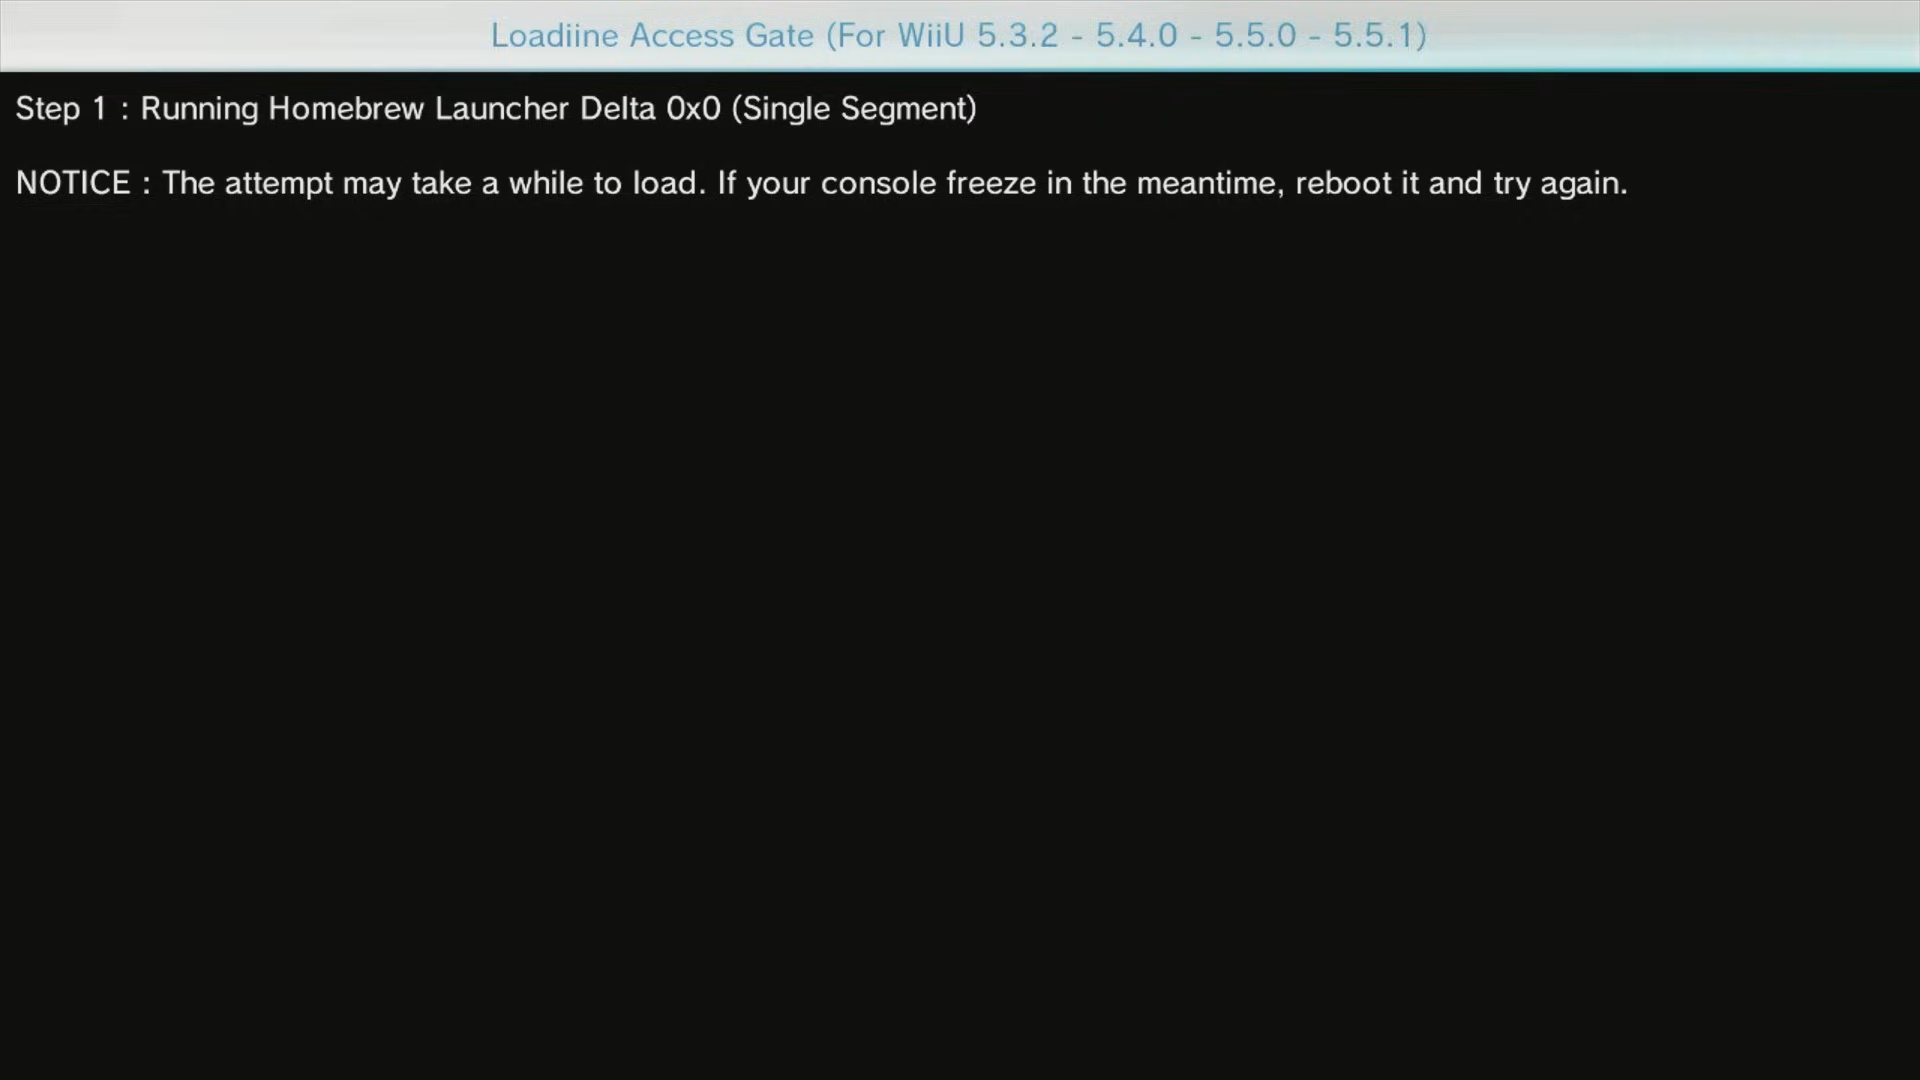 Loadiine Access Gate (For WiiU 5.3.2 - 5.4.0 - 5.5.0 - 5.5.1)
Step 1 : Running Homebrew Launcher Delta 0x0 (Single Segment)
NOTICE : The attempt may take a while to load. If your console freeze in the meantime, reboot it and try again.